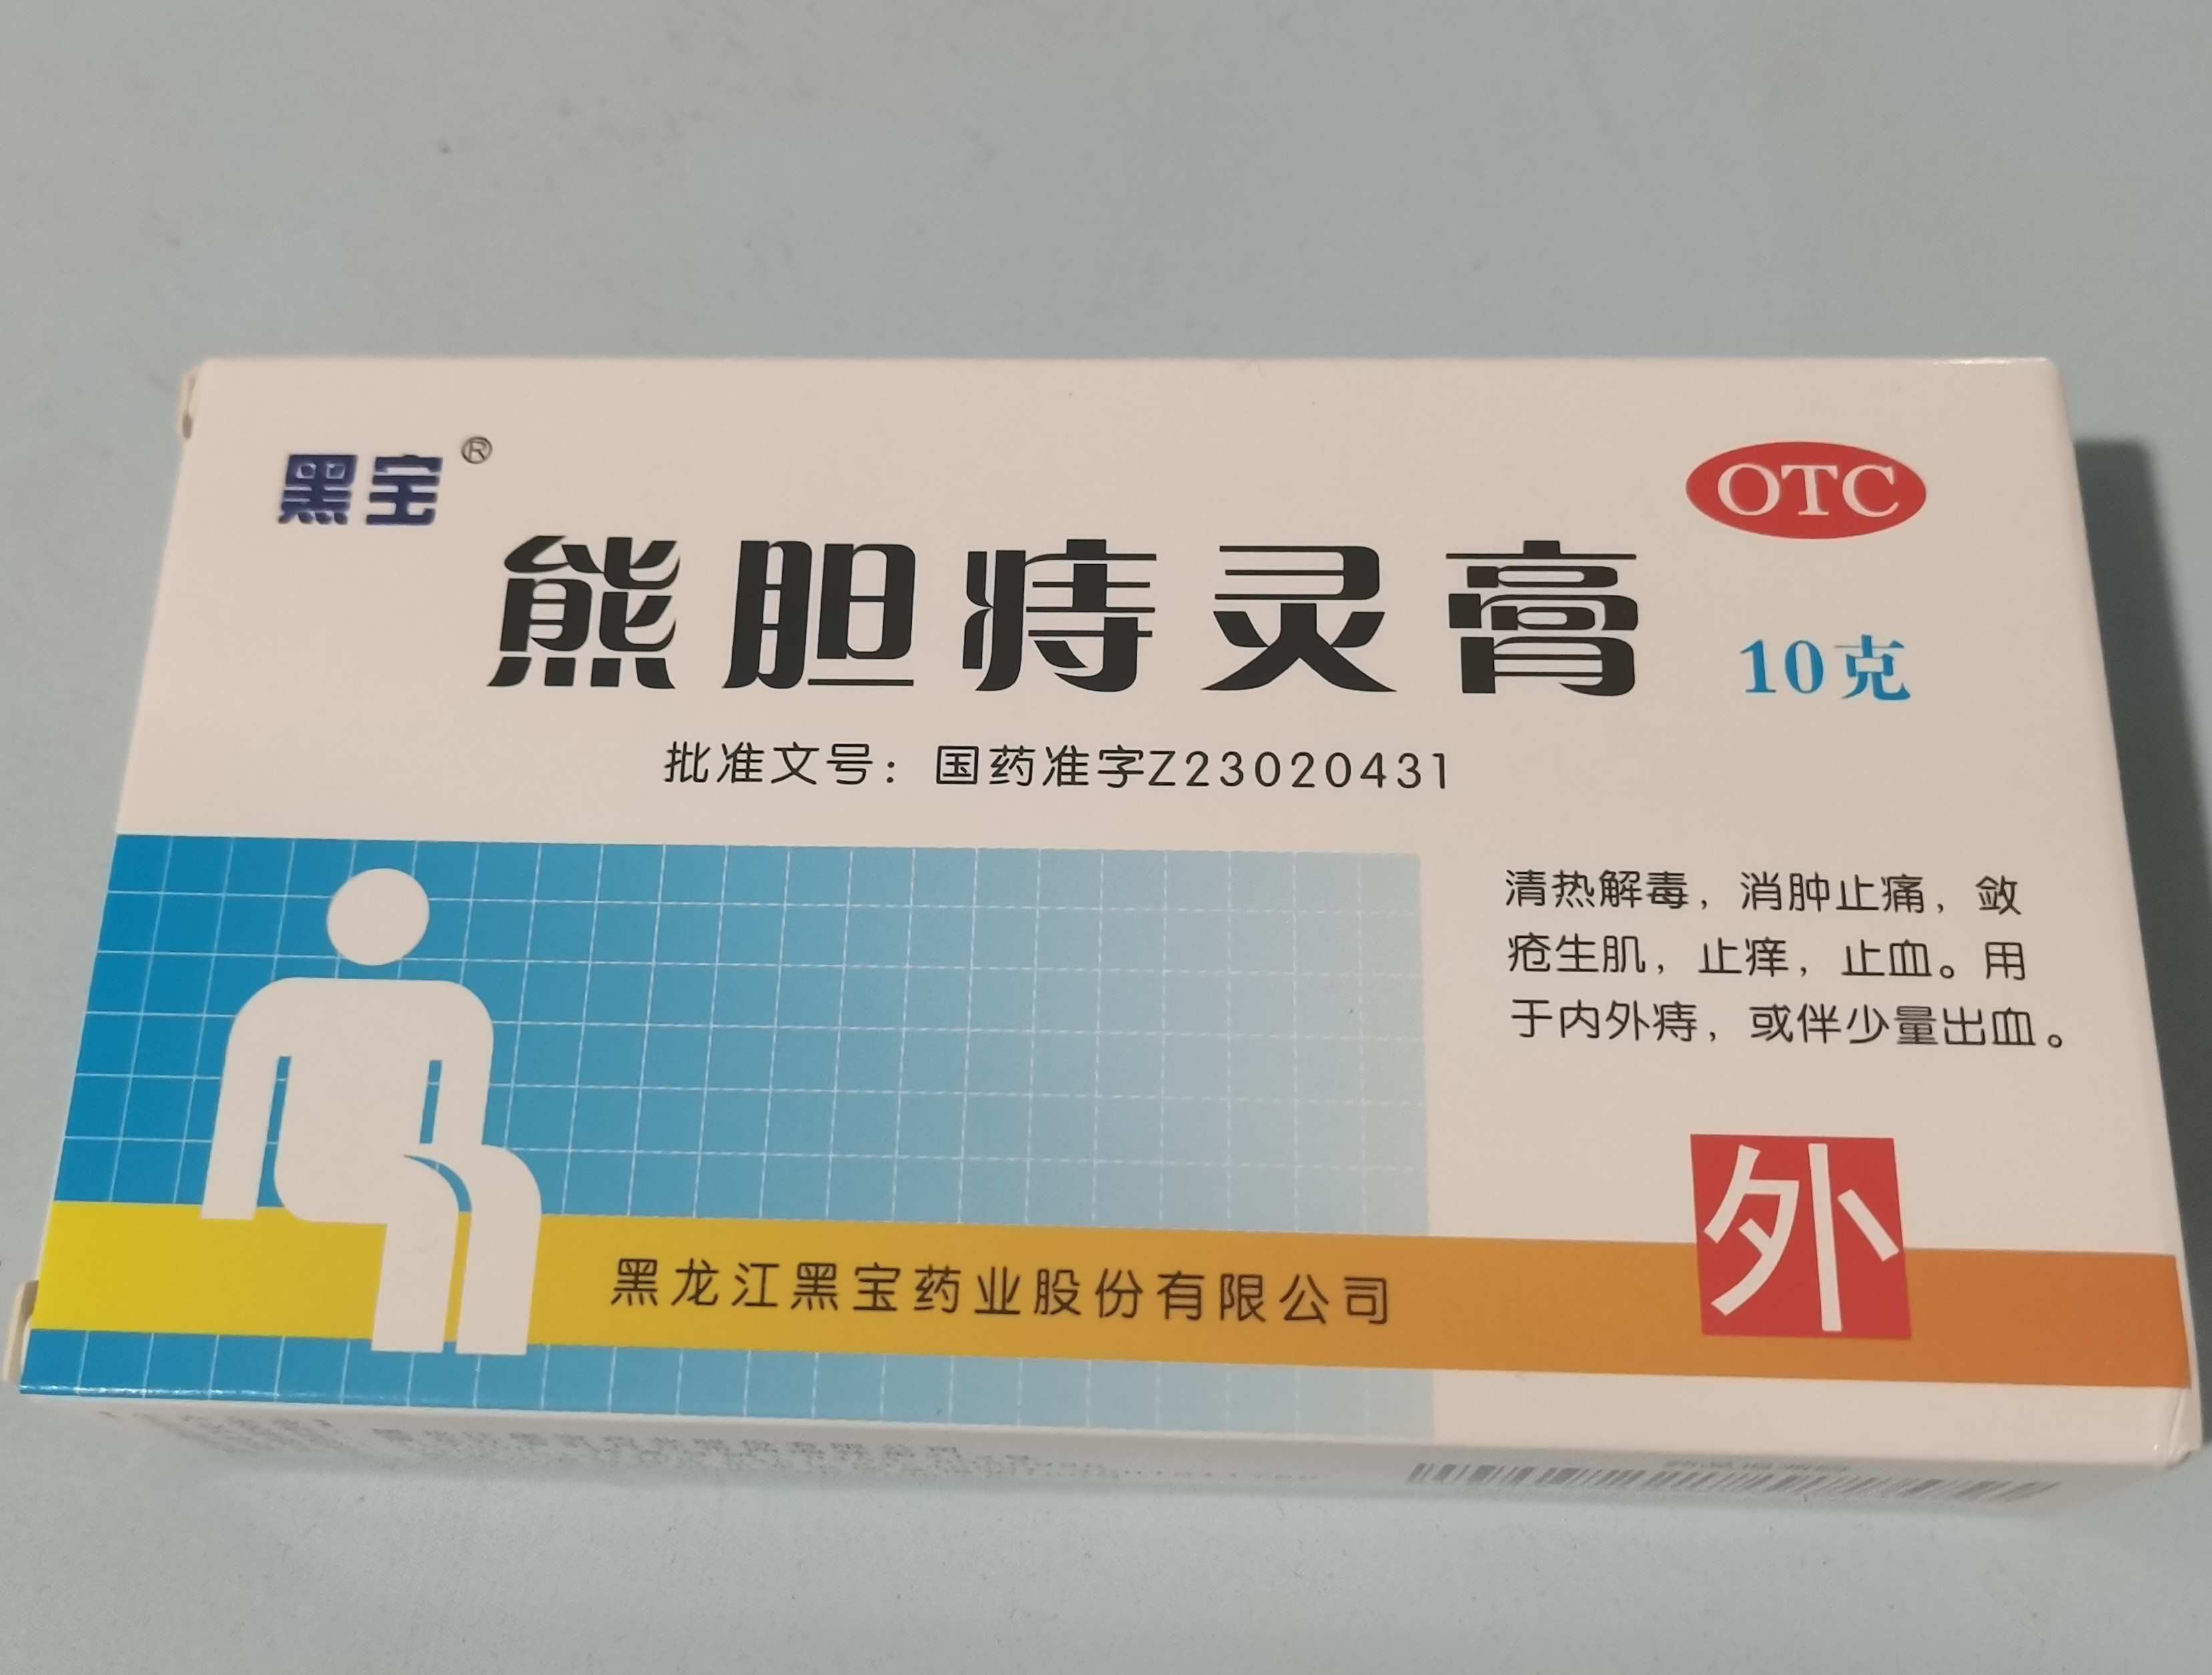 黑宝®
OTC
熊胆痔灵膏 10克
批准文号：国药准字Z23020431
清热解毒，消肿止痛，敛
疮生肌，止痒，止血。用
于内外痔，或伴少量出血。
外
黑龙江黑宝药业股份有限公司